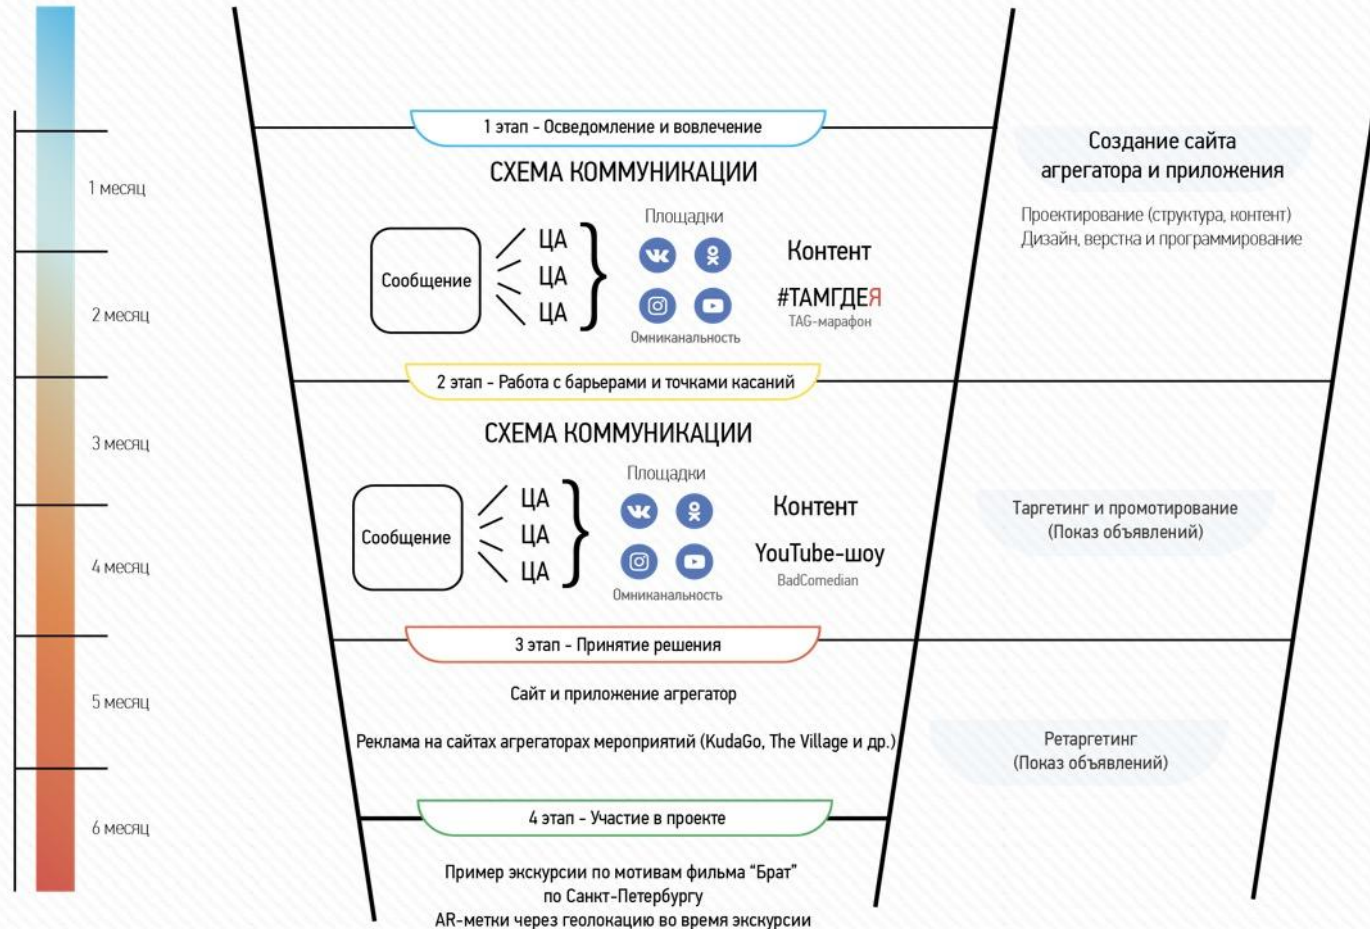 1 месяц
2 месяц
3 месяц
4 месяц
5 месяц
6 месяц
1 этап - Осведомление и вовлечение
СХЕМА КОММУНИКАЦИИ
Сообщение
ЦА
ЦА
ЦА
Площадки
Омниканальность
Контент
#ТАМГДЕЯ
TAG-марафон
Создание сайта
агрегатора и приложения
Проектирование (структура, контент)
Дизайн, верстка и программирование
2 этап - Работа с барьерами и точками касаний
СХЕМА КОММУНИКАЦИИ
Сообщение
ЦА
ЦА
ЦА
Площадки
Омниканальность
Контент
YouTube-шоу
BadComedian
Таргетинг и промотирование
(Показ объявлений)
3 этап - Принятие решения
Сайт и приложение агрегатор
Реклама на сайтах агрегаторах мероприятий (KudaGo, The Village и др.)
Ретаргетинг
(Показ объявлений)
4 этап - Участие в проекте
Пример экскурсии по мотивам фильма “Брат”
по Санкт-Петербургу
AR-метки через геолокацию во время экскурсии